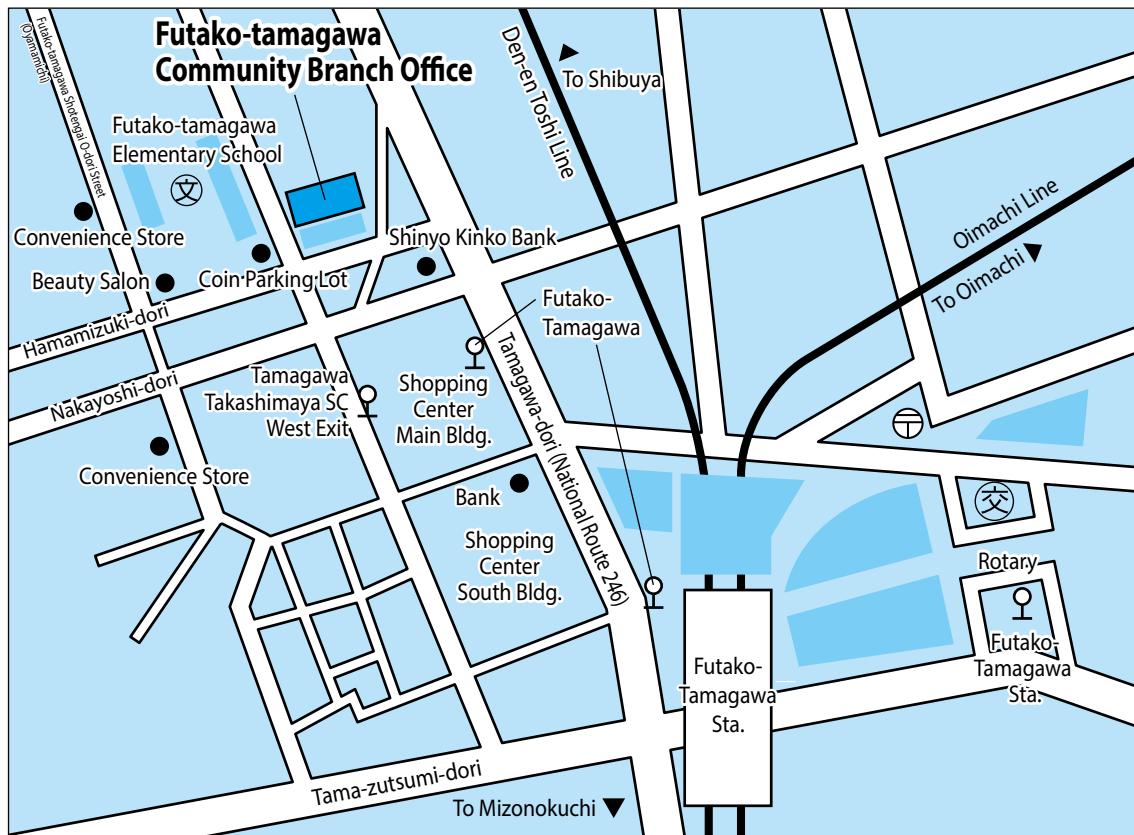 Futako-tamagawa
Community Branch Office
Futako-tamagawa Shotengai O-dori Street
(Oyamamichi)
Den-en Toshi Line
To Shibuya
Futako-tamagawa
Elementary School
文
Convenience Store
Shinyo Kinko Bank
Beauty Salon
Coin Parking Lot
Oimachi Line
To Oimachi
Hamamizuki-dori
Futako-
Tamagawa
Nakayoshi-dori
Tamagawa
Takashimaya SC
West Exit
Shopping
Center
Main Bldg.
Tamagawa-dori (National Route 246)
〒
Convenience Store
Bank
交
Shopping
Center
South Bldg.
Rotary
Futako-
Tamagawa
Sta.
Futako-
Tamagawa
Sta.
Tama-zutsumi-dori
To Mizonokuchi